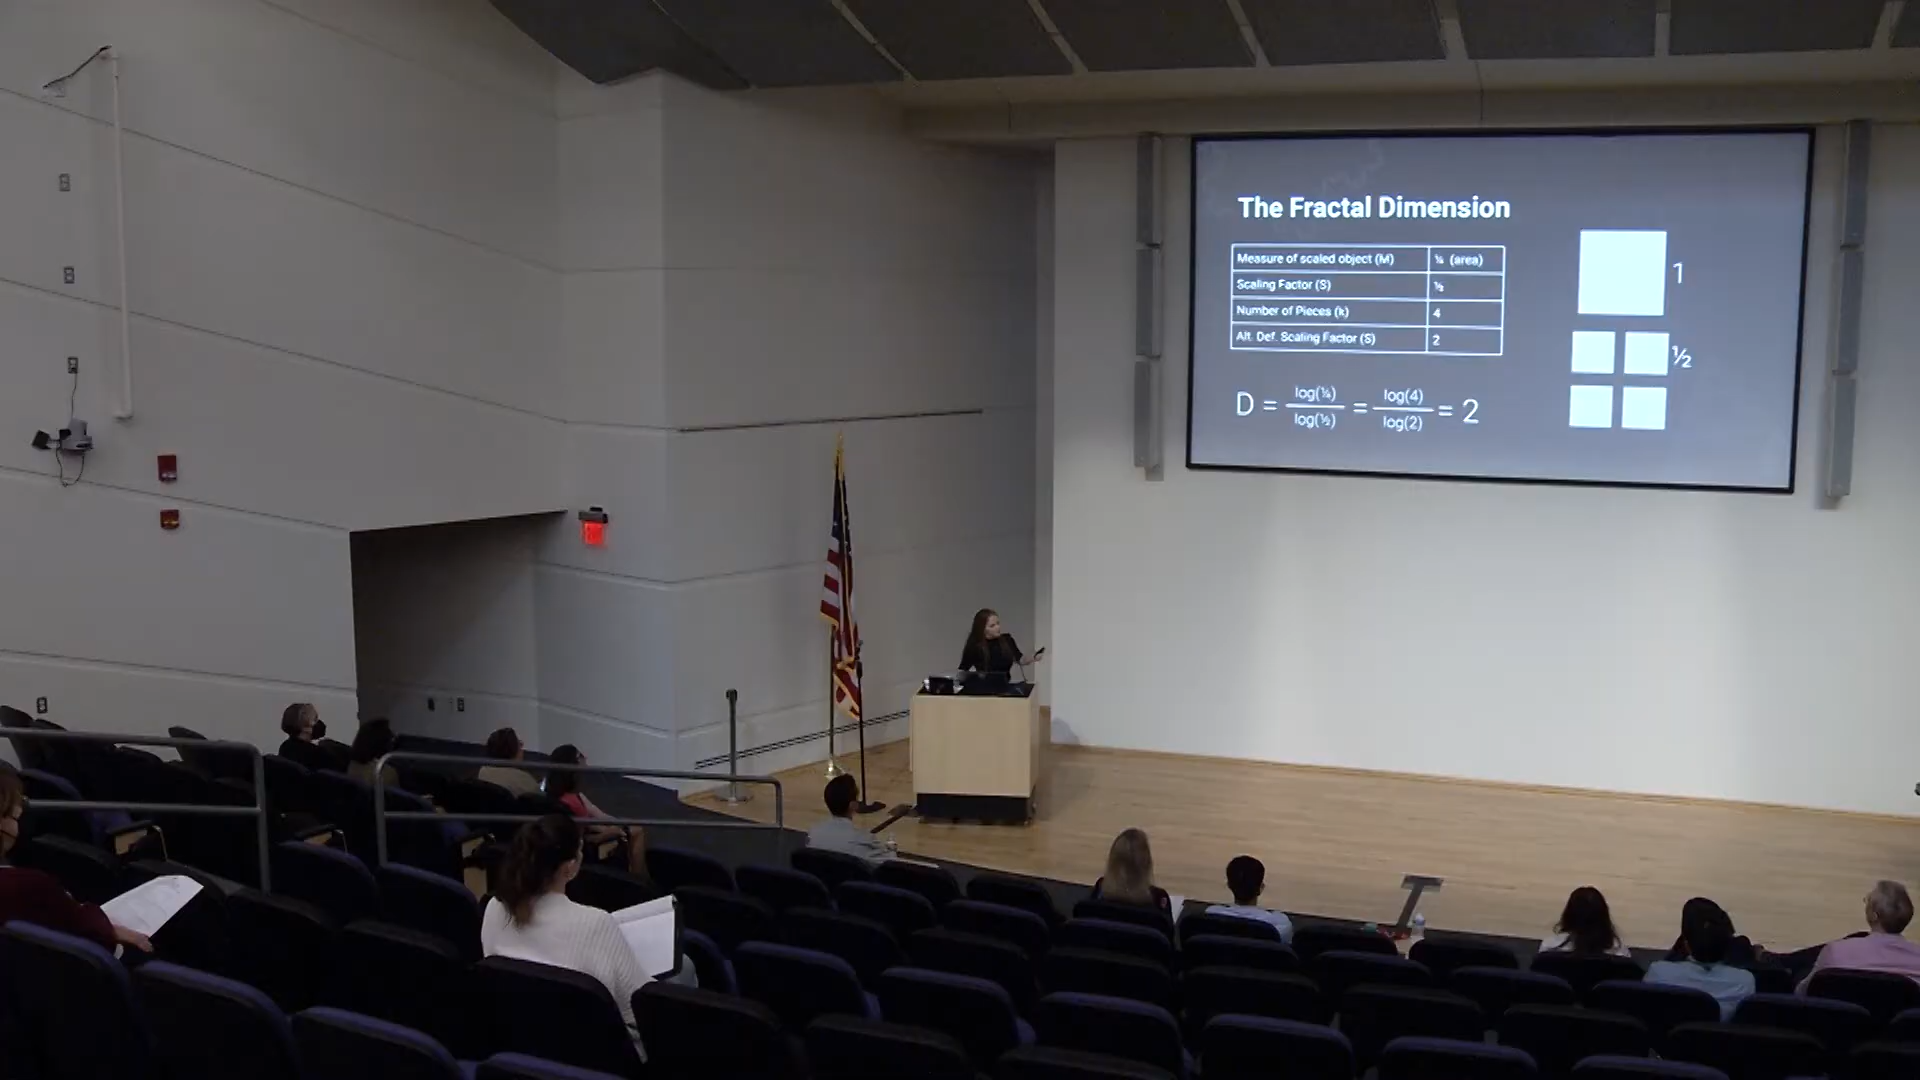 The Fractal Dimension
Measure of scaled object (M) ¼ (area)
Scaling Factor (S) ½
Number of Pieces (k) 4
Alt. Def. Scaling Factor (S) 2
D = log(¼) / log(½) = log(4) / log(2) = 2
1
½